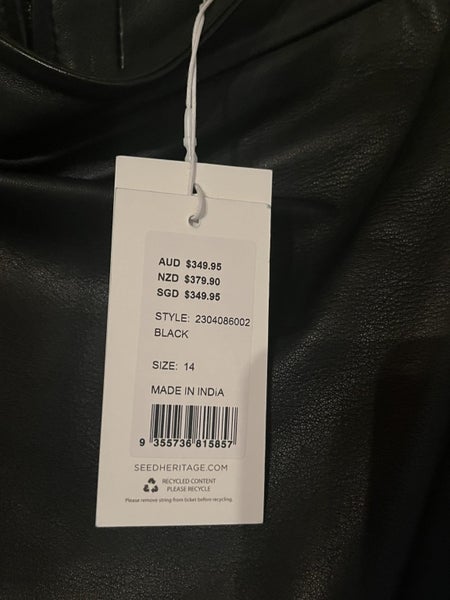 AUD $349.95
NZD $379.90
SGD $349.95
STYLE: 2304086002
BLACK
SIZE: 14
MADE IN INDiA
9 355736 815857
SEEDHERITAGE.COM
RECYCLED CONTENT
PLEASE RECYCLE
Please remove string from ticket before recycling.